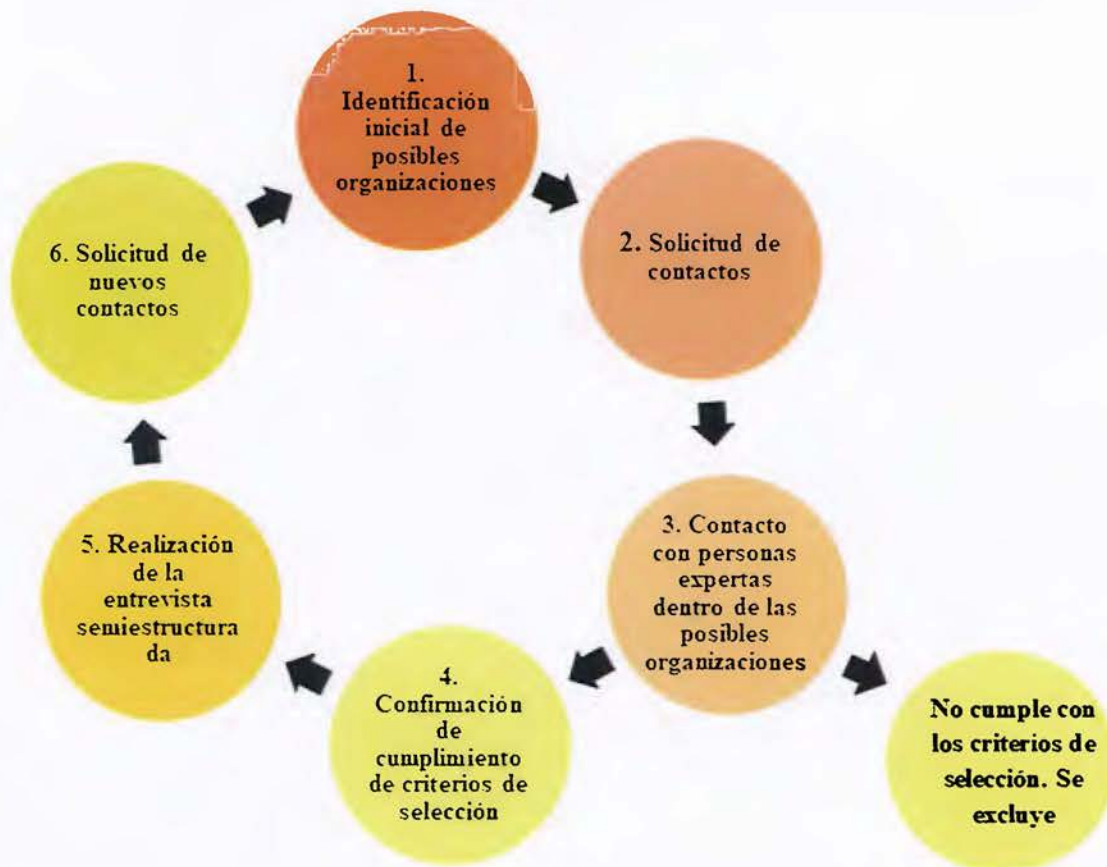 1.
Identificación
inicial de
posibles
organizaciones
2. Solicitud de
contactos
3. Contacto
con personas
expertas
dentro de las
posibles
organizaciones
No cumple con
los criterios de
selección. Se
excluye
4.
Confirmación
de
cumplimiento
de criterios de
selección
5. Realización
de la
entrevista
semiestructura
da
6. Solicitud de
nuevos
contactos